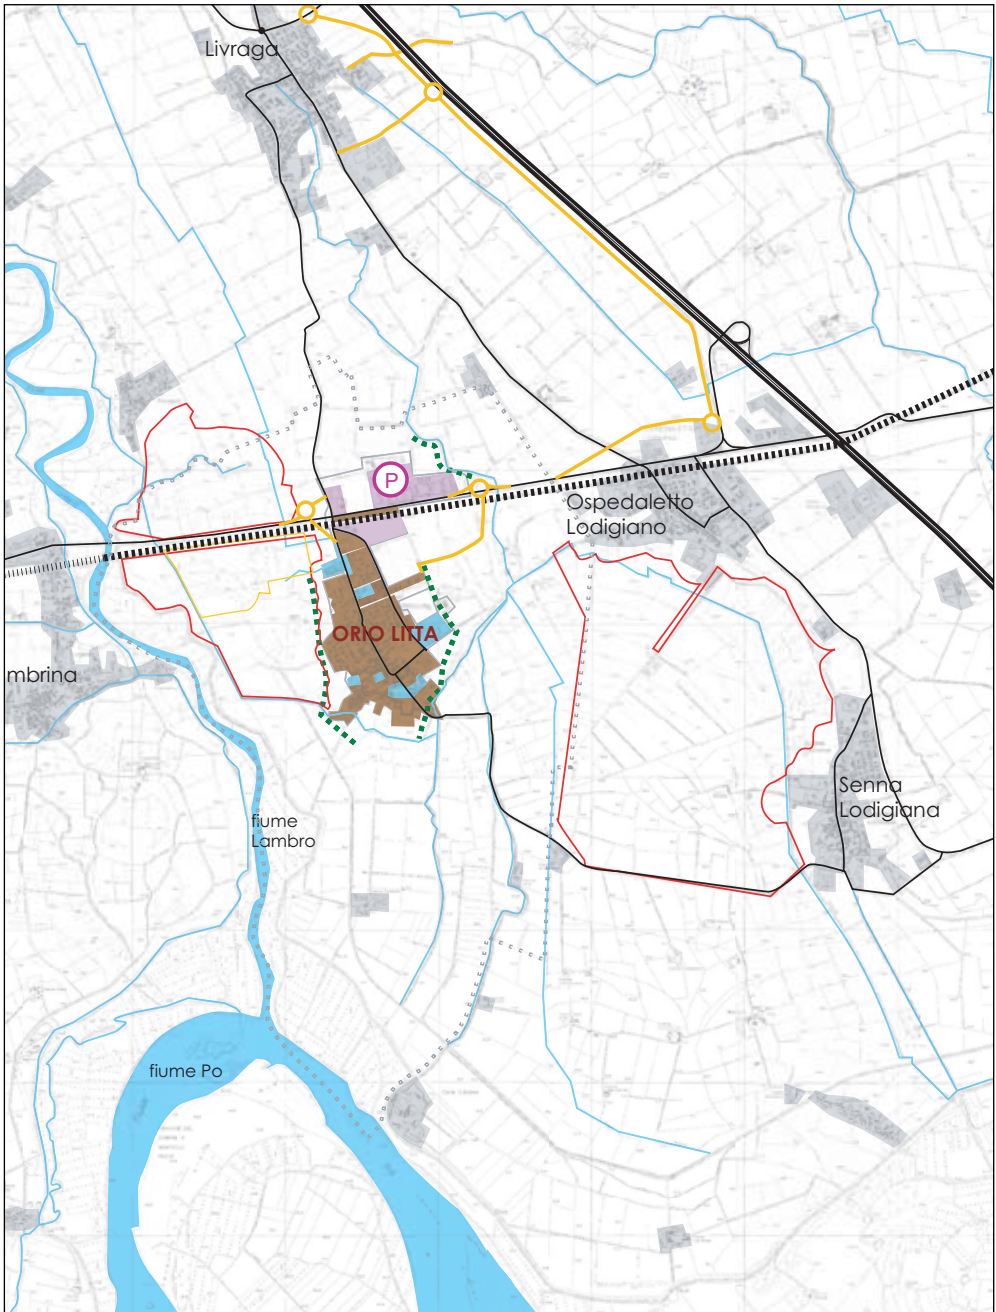 Livraga
P
Ospedaletto
Lodigiano
ORIO LITTA
mbrina
Senna
Lodigiana
fiume
Lambro
fiume Po